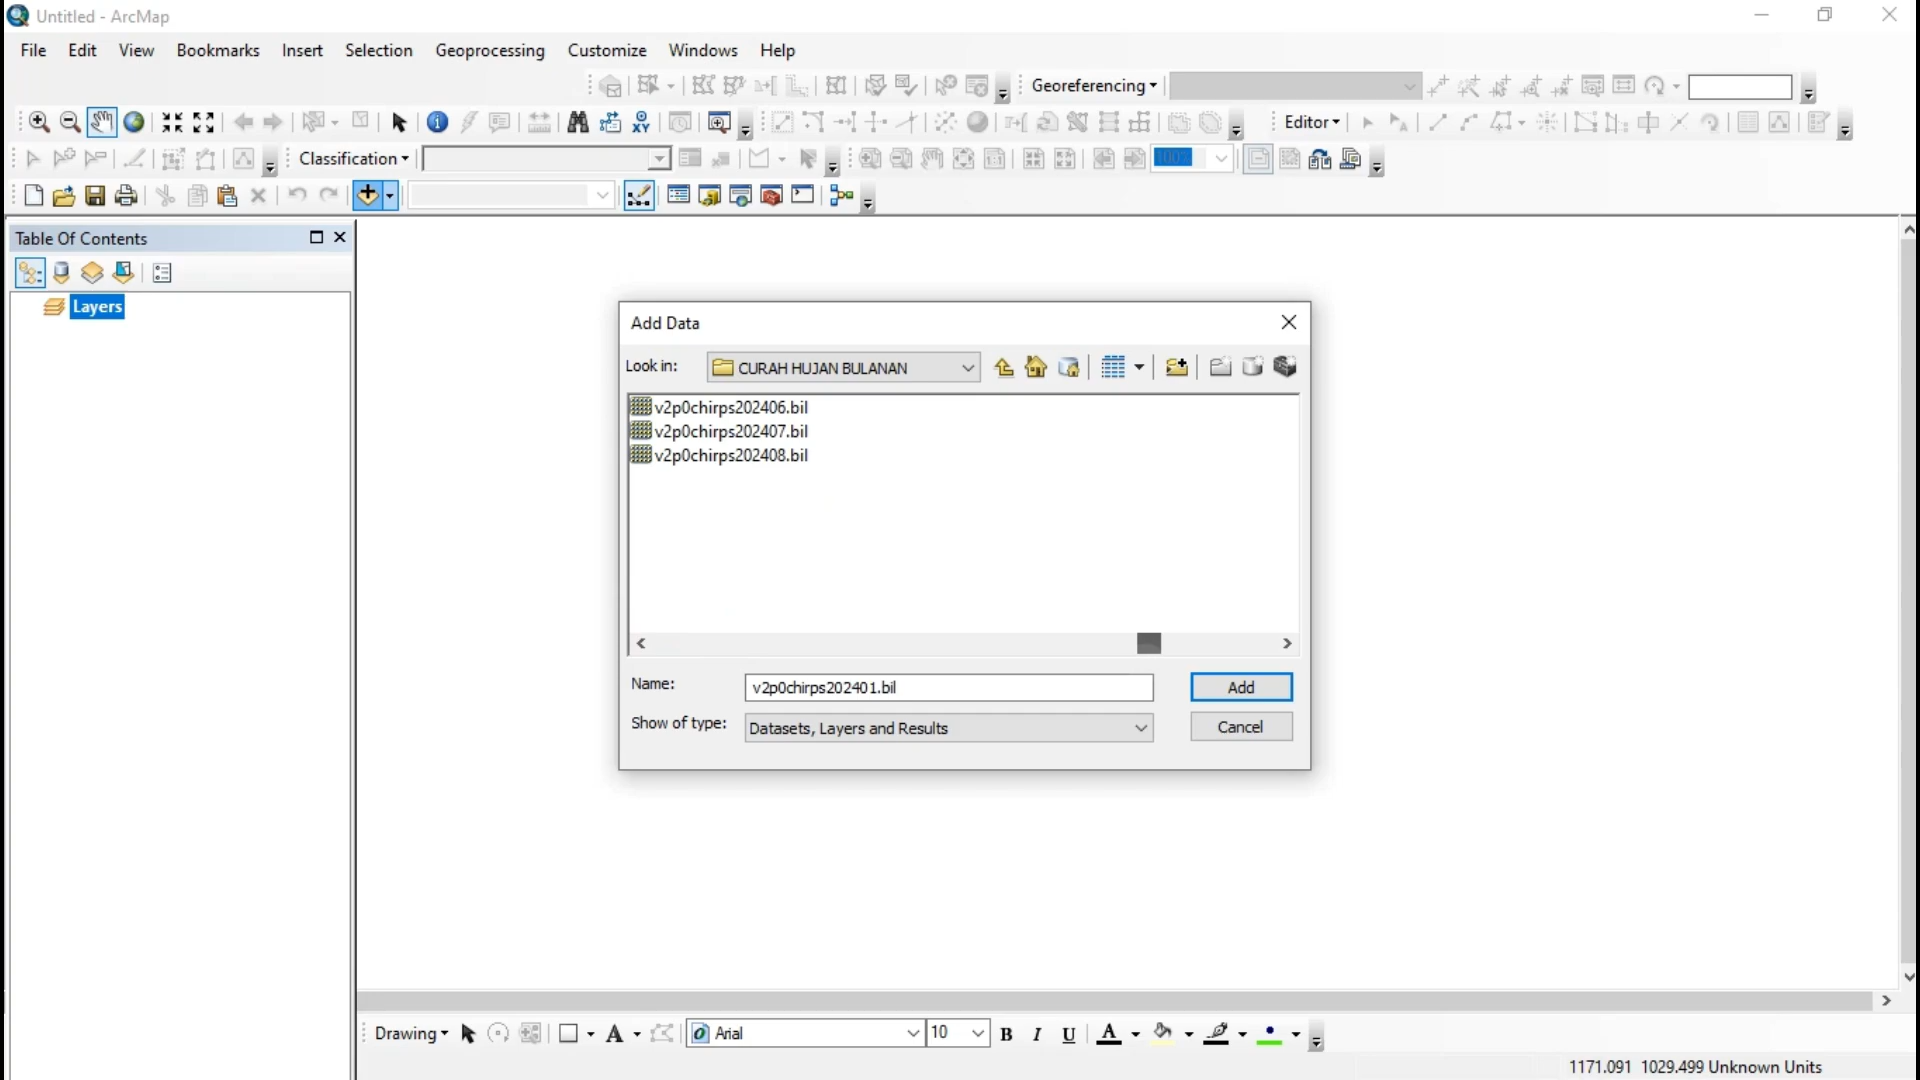 Untitled - ArcMap
File Edit View Bookmarks Insert Selection Geoprocessing Customize Windows Help
Georeferencing
Editor
Classification
100%
Table Of Contents
Layers
Add Data
Look in: CURAH HUJAN BULANAN
v2p0chirps202406.bil
v2p0chirps202407.bil
v2p0chirps202408.bil
Name: v2p0chirps202401.bil Add
Show of type: Datasets, Layers and Results Cancel
Drawing A Arial 10 B I U A
1171.091 1029.499 Unknown Units